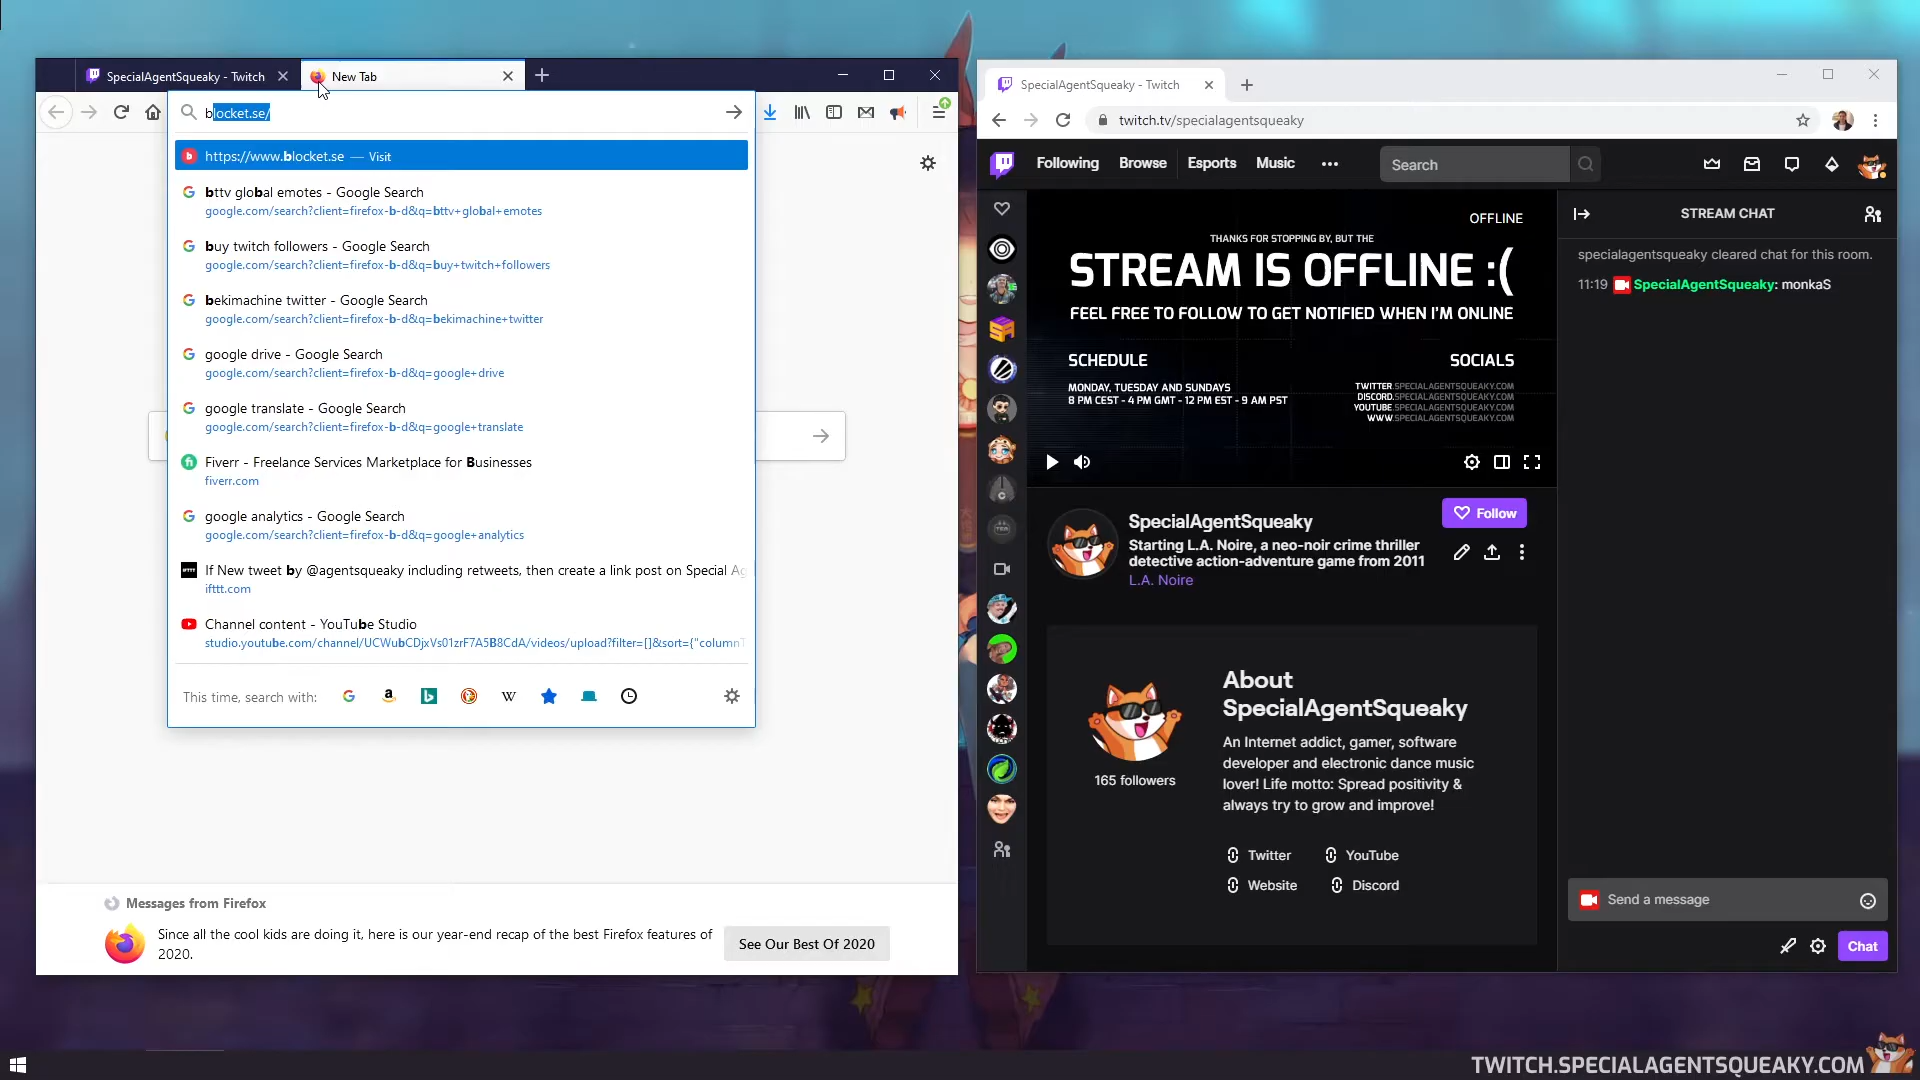 SpecialAgentSqueaky - Twitch
New Tab
blocket.se/
https://www.blocket.se — Visit
bttv global emotes - Google Search
google.com/search?client=firefox-b-d&q=bttv+global+emotes
buy twitch followers - Google Search
google.com/search?client=firefox-b-d&q=buy+twitch+followers
bekimachine twitter - Google Search
google.com/search?client=firefox-b-d&q=bekimachine+twitter
google drive - Google Search
google.com/search?client=firefox-b-d&q=google+drive
google translate - Google Search
google.com/search?client=firefox-b-d&q=google+translate
Fiverr - Freelance Services Marketplace for Businesses
fiverr.com
google analytics - Google Search
google.com/search?client=firefox-b-d&q=google+analytics
If New tweet by @agentsqueaky including retweets, then create a link post on Special Ag
ifttt.com
Channel content - YouTube Studio
studio.youtube.com/channel/UCWubCDjxVs01zrF7A5B8CdA/videos/upload?filter=[]&sort={"columnT
This time, search with:
Messages from Firefox
Since all the cool kids are doing it, here is our year-end recap of the best Firefox features of
2020.
See Our Best Of 2020
SpecialAgentSqueaky - Twitch
twitch.tv/specialagentsqueaky
Following
Browse
Esports
Music
Search
OFFLINE
THANKS FOR STOPPING BY, BUT THE
STREAM IS OFFLINE :(
FEEL FREE TO FOLLOW TO GET NOTIFIED WHEN I'M ONLINE
SCHEDULE
MONDAY, TUESDAY AND SUNDAYS
8 PM CEST - 4 PM GMT - 12 PM EST - 9 AM PST
SOCIALS
TWITTER.SPECIALAGENTSQUEAKY.COM
DISCORD.SPECIALAGENTSQUEAKY.COM
YOUTUBE.SPECIALAGENTSQUEAKY.COM
WWW.SPECIALAGENTSQUEAKY.COM
STREAM CHAT
specialagentsqueaky cleared chat for this room.
11:19 SpecialAgentSqueaky: monkaS
SpecialAgentSqueaky
Follow
Starting L.A. Noire, a neo-noir crime thriller
detective action-adventure game from 2011
L.A. Noire
About
SpecialAgentSqueaky
165 followers
An Internet addict, gamer, software
developer and electronic dance music
lover! Life motto: Spread positivity &
always try to grow and improve!
Twitter
YouTube
Website
Discord
Send a message
Chat
TWITCH.SPECIALAGENTSQUEAKY.COM